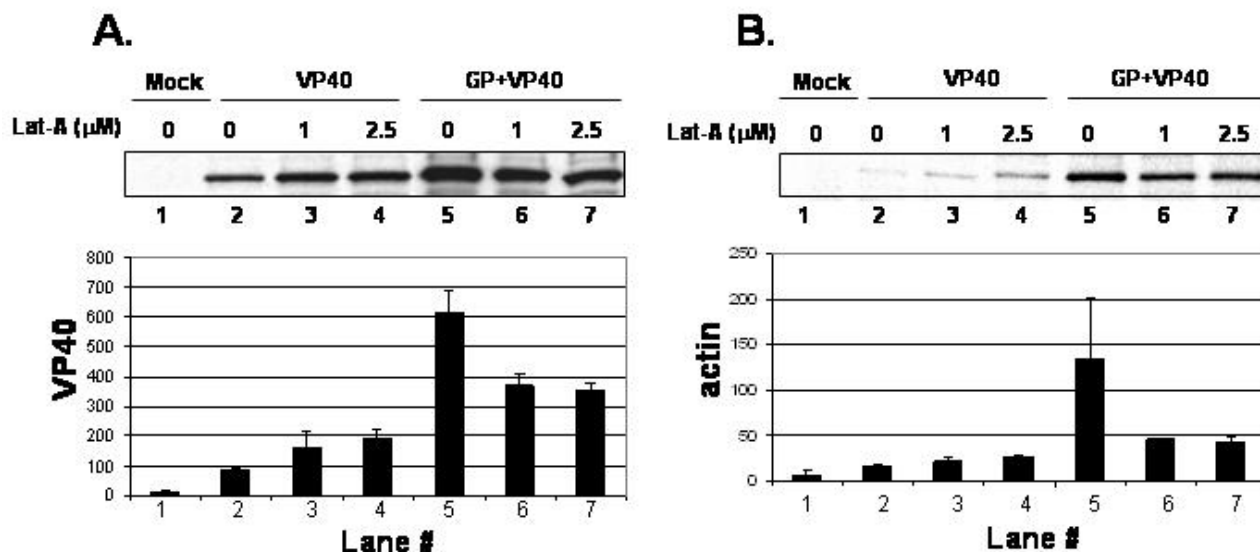 A.
Mock VP40 GP+VP40
Lat-A (µM) 0 0 1 2.5 0 1 2.5
1 2 3 4 5 6 7
800
700
600
500
400
300
200
100
0
VP40
1 2 3 4 5 6 7
Lane #
B.
Mock VP40 GP+VP40
Lat-A (µM) 0 0 1 2.5 0 1 2.5
1 2 3 4 5 6 7
250
200
150
100
50
0
actin
1 2 3 4 5 6 7
Lane #